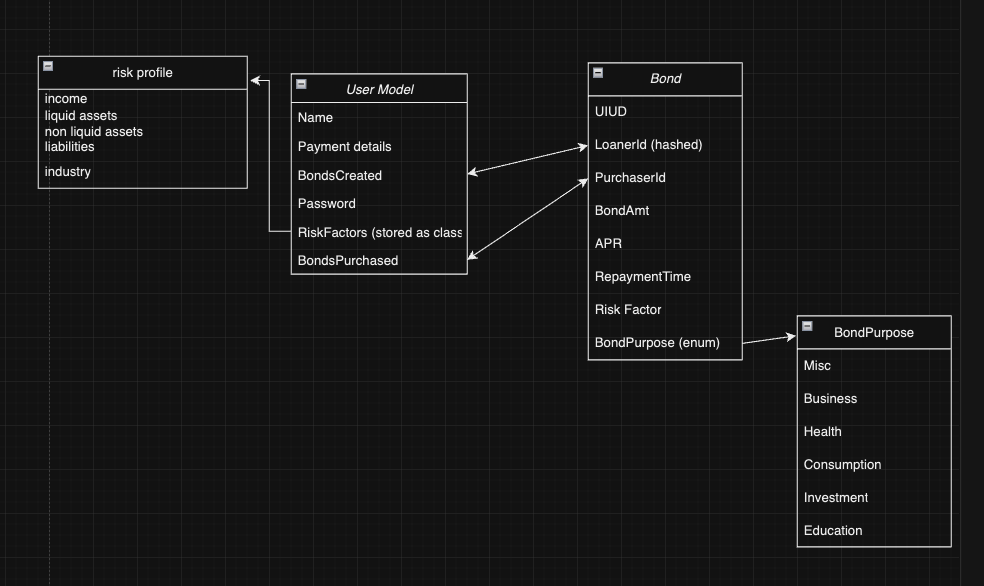 risk profile
income
liquid assets
non liquid assets
liabilities
industry
User Model
Name
Payment details
BondsCreated
Password
RiskFactors (stored as class
BondsPurchased
Bond
UIUD
LoanerId (hashed)
PurchaserId
BondAmt
APR
RepaymentTime
Risk Factor
BondPurpose (enum)
BondPurpose
Misc
Business
Health
Consumption
Investment
Education